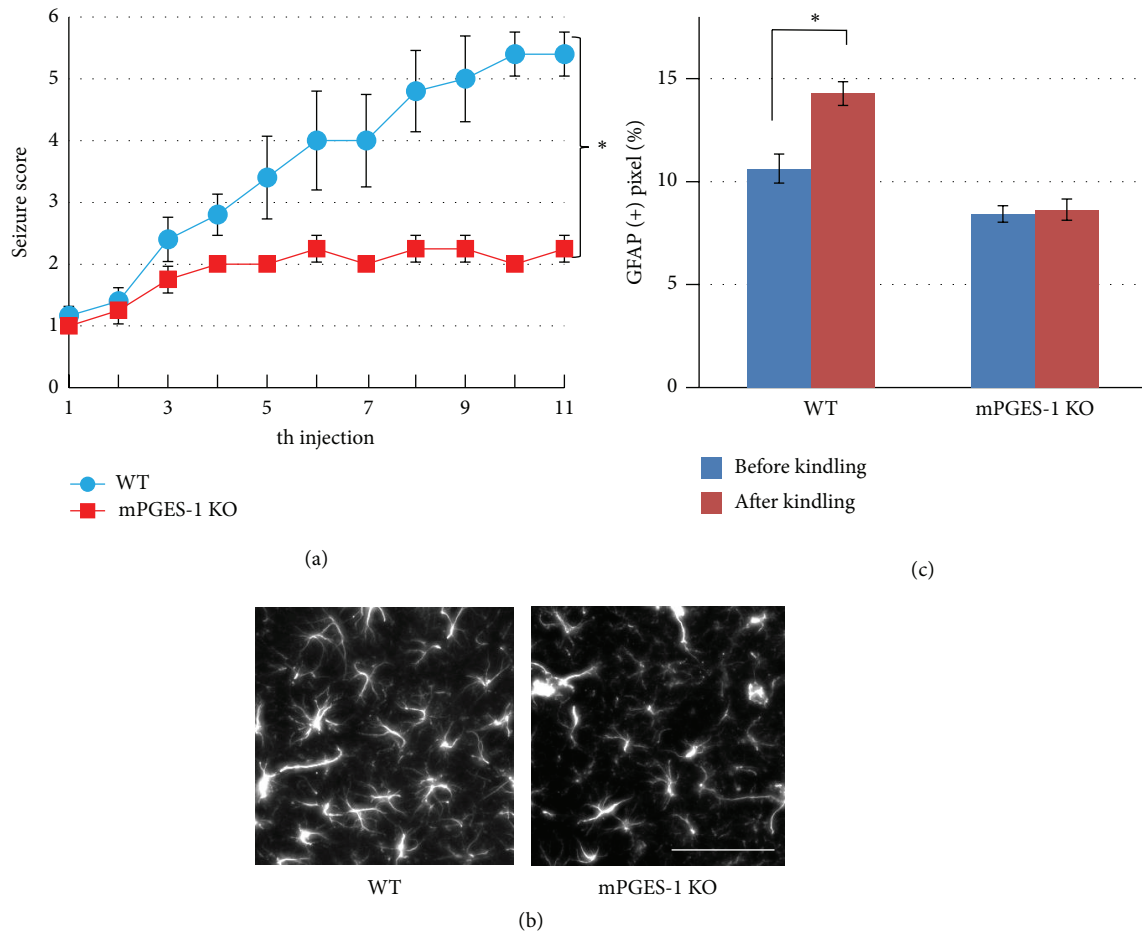 6
5
4
3
2
1
0
Seizure score
1 3 5 7 9 11
th injection
*
WT
mPGES-1 KO
(a)
15
10
5
0
GFAP (+) pixel (%)
*
WT mPGES-1 KO
Before kindling
After kindling
(c)
WT mPGES-1 KO
(b)